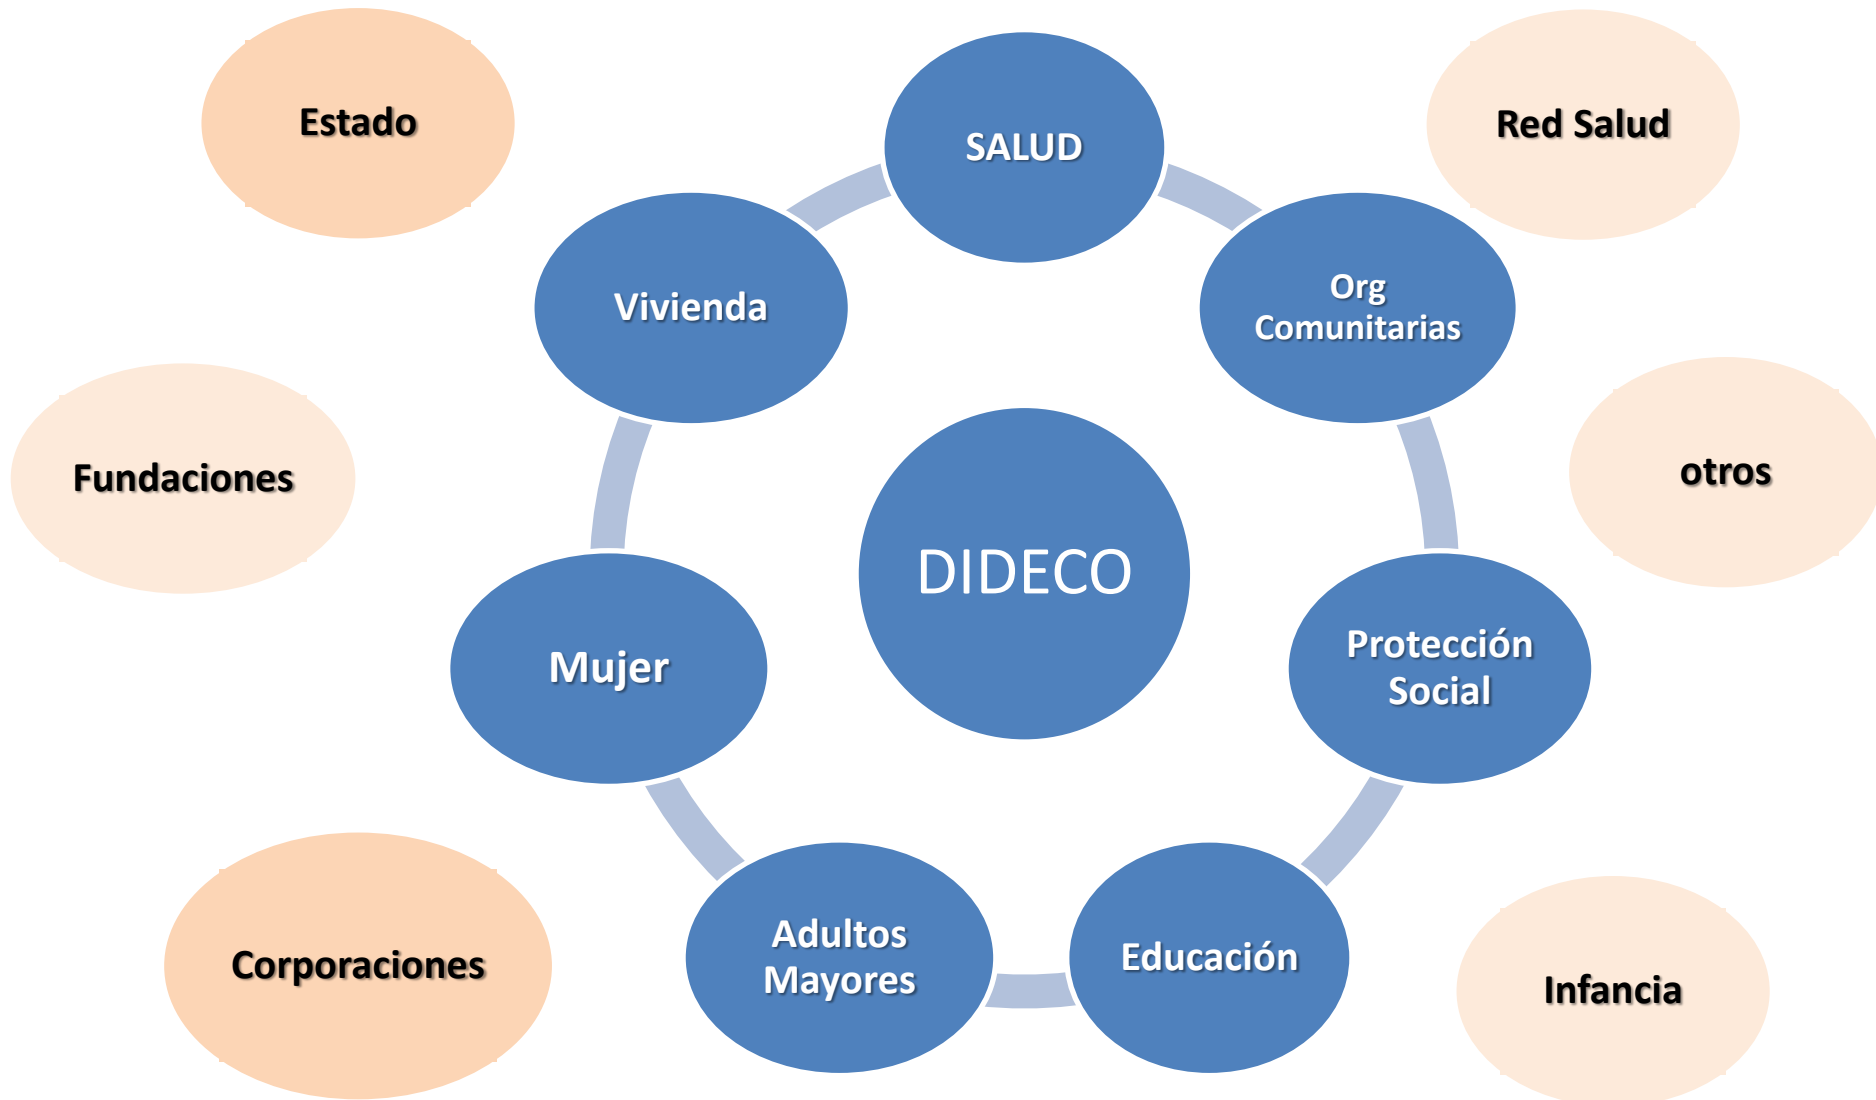 Estado
SALUD
Red Salud
Vivienda
Org
Comunitarias
Fundaciones
otros
DIDECO
Mujer
Protección
Social
Adultos
Mayores
Educación
Corporaciones
Infancia